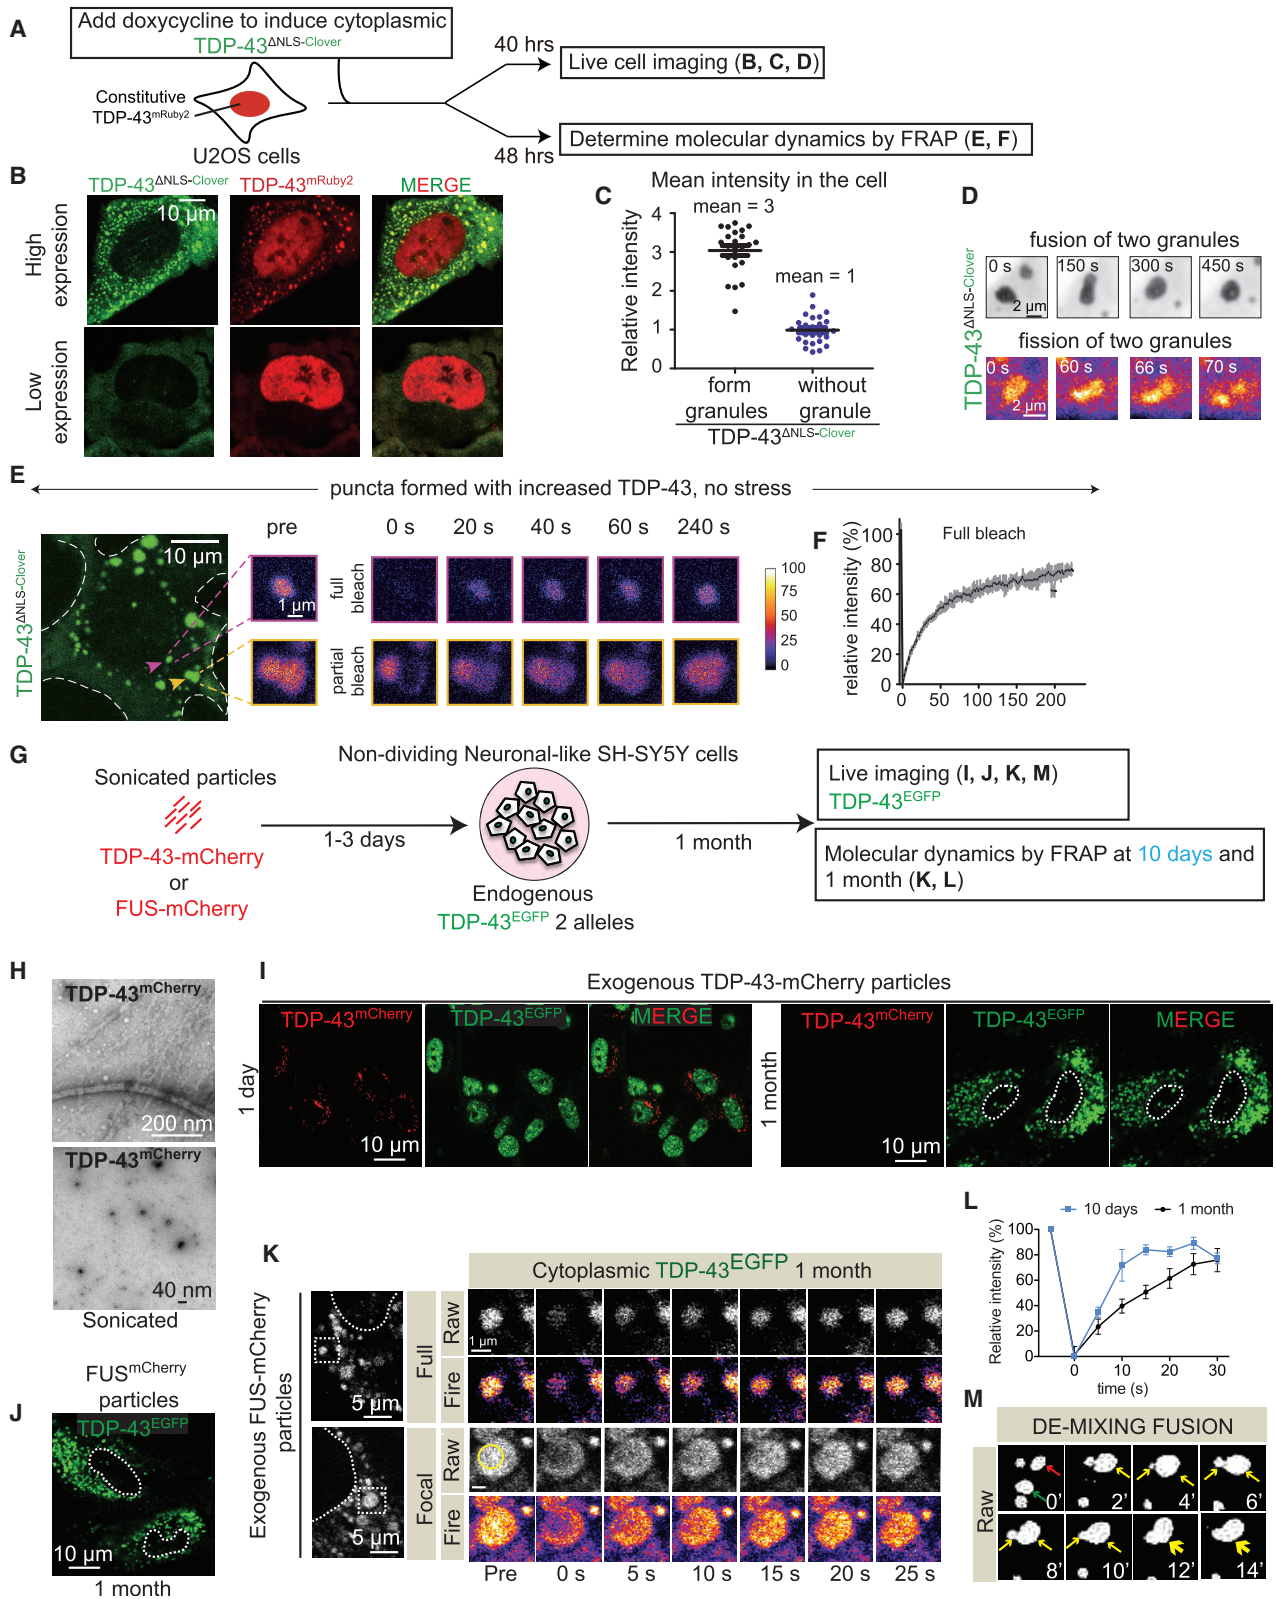 A
Add doxycycline to induce cytoplasmic
TDP-43ΔNLS-Clover
Constitutive
TDP-43mRuby2
U2OS cells
40 hrs
Live cell imaging (B, C, D)
48 hrs
Determine molecular dynamics by FRAP (E, F)
B
TDP-43ΔNLS-Clover
TDP-43mRuby2
MERGE
10 µm
High
expression
Low
expression
C
Mean intensity in the cell
mean = 3
mean = 1
Relative intensity
4
3
2
1
0
form
granules
without
granule
TDP-43ΔNLS-Clover
D
TDP-43ΔNLS-Clover
fusion of two granules
0 s
150 s
300 s
450 s
2 µm
fission of two granules
0 s
60 s
66 s
70 s
2 µm
E
puncta formed with increased TDP-43, no stress
TDP-43ΔNLS-Clover
10 µm
pre
0 s
20 s
40 s
60 s
240 s
1 µm
full
bleach
partial
bleach
100
75
50
25
0
F
Full bleach
relative intensity (%)
100
80
60
40
20
0
0
50
100
150
200
G
Sonicated particles
TDP-43-mCherry
or
FUS-mCherry
1-3 days
Non-dividing Neuronal-like SH-SY5Y cells
Endogenous
TDP-43EGFP 2 alleles
1 month
Live imaging (I, J, K, M)
TDP-43EGFP
Molecular dynamics by FRAP at 10 days and
1 month (K, L)
H
TDP-43mCherry
200 nm
TDP-43mCherry
40 nm
Sonicated
I
Exogenous TDP-43-mCherry particles
1 day
TDP-43mCherry
TDP-43EGFP
MERGE
10 µm
1 month
TDP-43mCherry
TDP-43EGFP
MERGE
10 µm
J
FUSmCherry
particles
TDP-43EGFP
10 µm
1 month
K
Exogenous FUS-mCherry
particles
5 µm
5 µm
Cytoplasmic TDP-43EGFP 1 month
Full
Raw
1 µm
Fire
Focal
Raw
Fire
Pre
0 s
5 s
10 s
15 s
20 s
25 s
L
10 days
1 month
Relative intensity (%)
100
80
60
40
20
0
0
10
20
30
time (s)
M
DE-MIXING FUSION
Raw
0’
2’
4’
6’
8’
10’
12’
14’